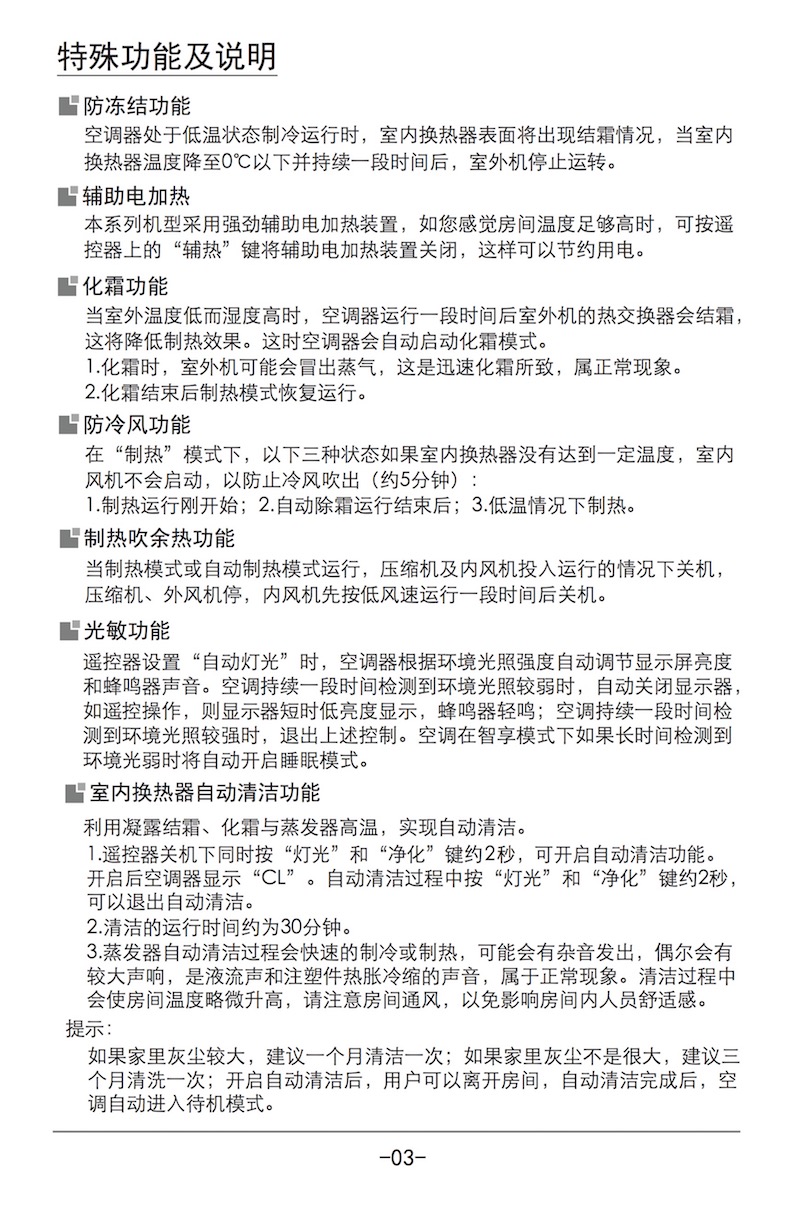 特殊功能及说明
防冻结功能
空调器处于低温状态制冷运行时，室内换热器表面将出现结霜情况，当室内
换热器温度降至0℃以下并持续一段时间后，室外机停止运转。
辅助电加热
本系列机型采用强劲辅助电加热装置，如您感觉房间温度足够高时，可按遥
控器上的“辅热”键将辅助电加热装置关闭，这样可以节约用电。
化霜功能
当室外温度低而湿度高时，空调器运行一段时间后室外机的热交换器会结霜，
这将降低制热效果。这时空调器会自动启动化霜模式。
1.化霜时，室外机可能会冒出蒸气，这是迅速化霜所致，属正常现象。
2.化霜结束后制热模式恢复运行。
防冷风功能
在“制热”模式下，以下三种状态如果室内换热器没有达到一定温度，室内
风机不会启动，以防止冷风吹出（约5分钟）：
1.制热运行刚开始；2.自动除霜运行结束后；3.低温情况下制热。
制热吹余热功能
当制热模式或自动制热模式运行，压缩机及内风机投入运行的情况下关机，
压缩机、外风机停，内风机先按低风速运行一段时间后关机。
光敏功能
遥控器设置“自动灯光”时，空调器根据环境光照强度自动调节显示屏亮度
和蜂鸣器声音。空调持续一段时间检测到环境光照较弱时，自动关闭显示器，
如遥控操作，则显示器短时低亮度显示，蜂鸣器轻鸣；空调持续一段时间检
测到环境光照较强时，退出上述控制。空调在智享模式下如果长时间检测到
环境光弱时将自动开启睡眠模式。
室内换热器自动清洁功能
利用凝露结霜、化霜与蒸发器高温，实现自动清洁。
1.遥控器关机下同时按“灯光”和“净化”键约2秒，可开启自动清洁功能。
开启后空调器显示“CL”。自动清洁过程中按“灯光”和“净化”键约2秒，
可以退出自动清洁。
2.清洁的运行时间约为30分钟。
3.蒸发器自动清洁过程会快速的制冷或制热，可能会有杂音发出，偶尔会有
较大声响，是液流声和注塑件热胀冷缩的声音，属于正常现象。清洁过程中
会使房间温度略微升高，请注意房间通风，以免影响房间内人员舒适感。
提示：
如果家里灰尘较大，建议一个月清洁一次；如果家里灰尘不是很大，建议三
个月清洗一次；开启自动清洁后，用户可以离开房间，自动清洁完成后，空
调自动进入待机模式。
-03-